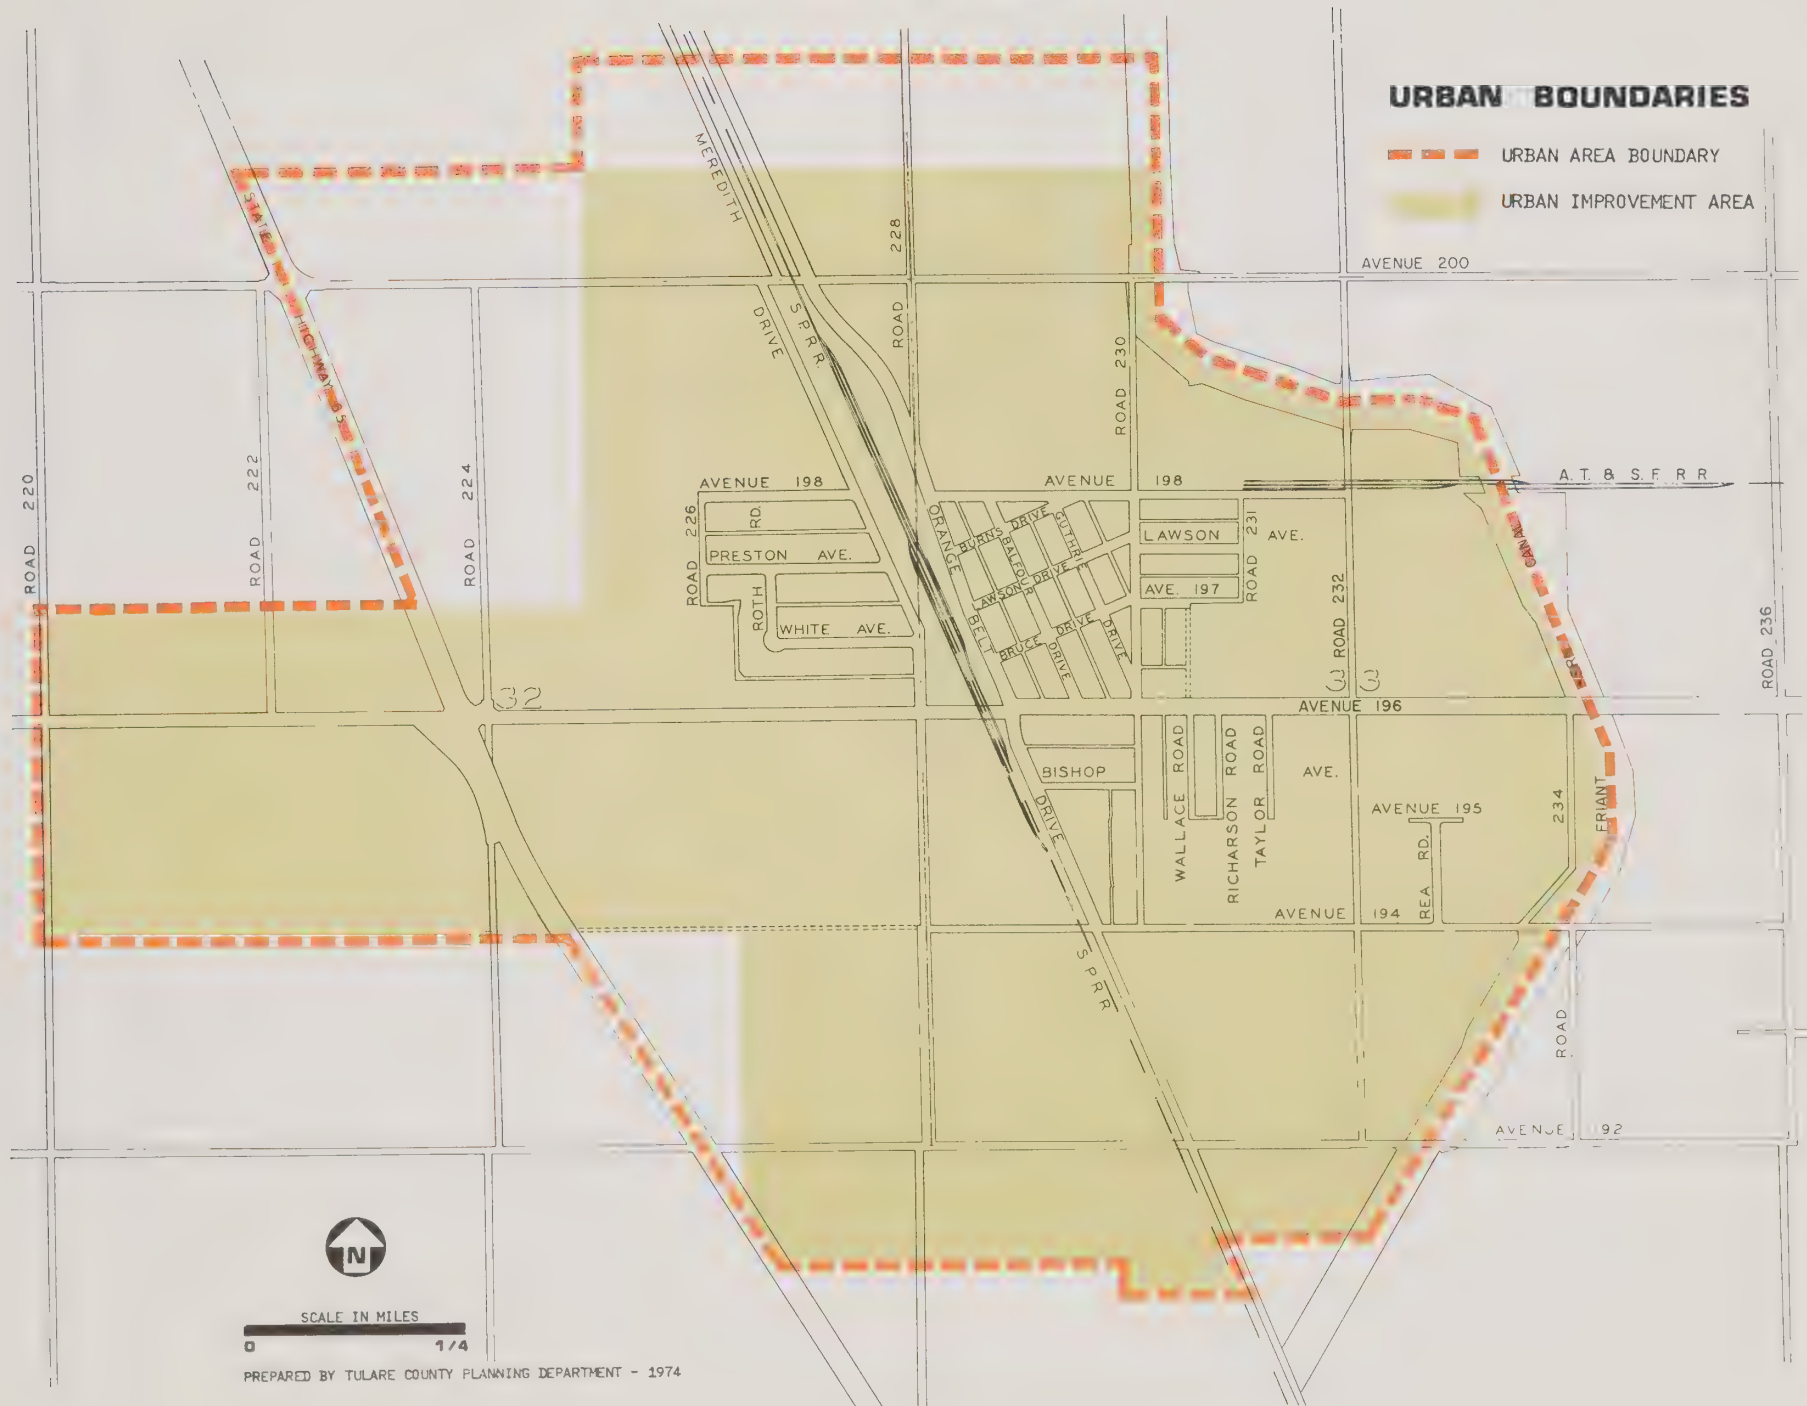 URBAN BOUNDARIES
URBAN AREA BOUNDARY
URBAN IMPROVEMENT AREA
MEREDITH
DRIVE
STATE
HIGHWAY 65
S.P.R.R.
ROAD 228
AVENUE 200
ROAD 230
ROAD 220
ROAD 222
ROAD 224
AVENUE 198
AVENUE 198
A.T. & S.F. R R
ROAD 226
RD.
ROTH
PRESTON AVE.
WHITE AVE.
ORANGE
BELT
DRIVE
BURNS DRIVE
BALFOUR
DRIVE
GUTHRIE
DRIVE
LAWSON DRIVE
BRUCE DRIVE
LAWSON AVE.
ROAD 231
AVE. 197
ROAD 232
FRIANT
KERN
CANAL
ROAD 236
32
33
AVENUE 196
BISHOP AVE.
WALLACE ROAD
RICHARSON ROAD
TAYLOR ROAD
AVENUE 195
REA RD.
AVENUE 194
ROAD 234
S P R R
AVENUE 192
N
SCALE IN MILES
0 1/4
PREPARED BY TULARE COUNTY PLANNING DEPARTMENT - 1974